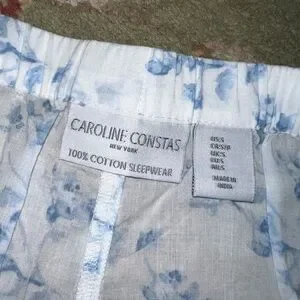 CAROLINE CONSTAS
NEW YORK
100% COTTON SLEEPWEAR
MADE IN
INDIA